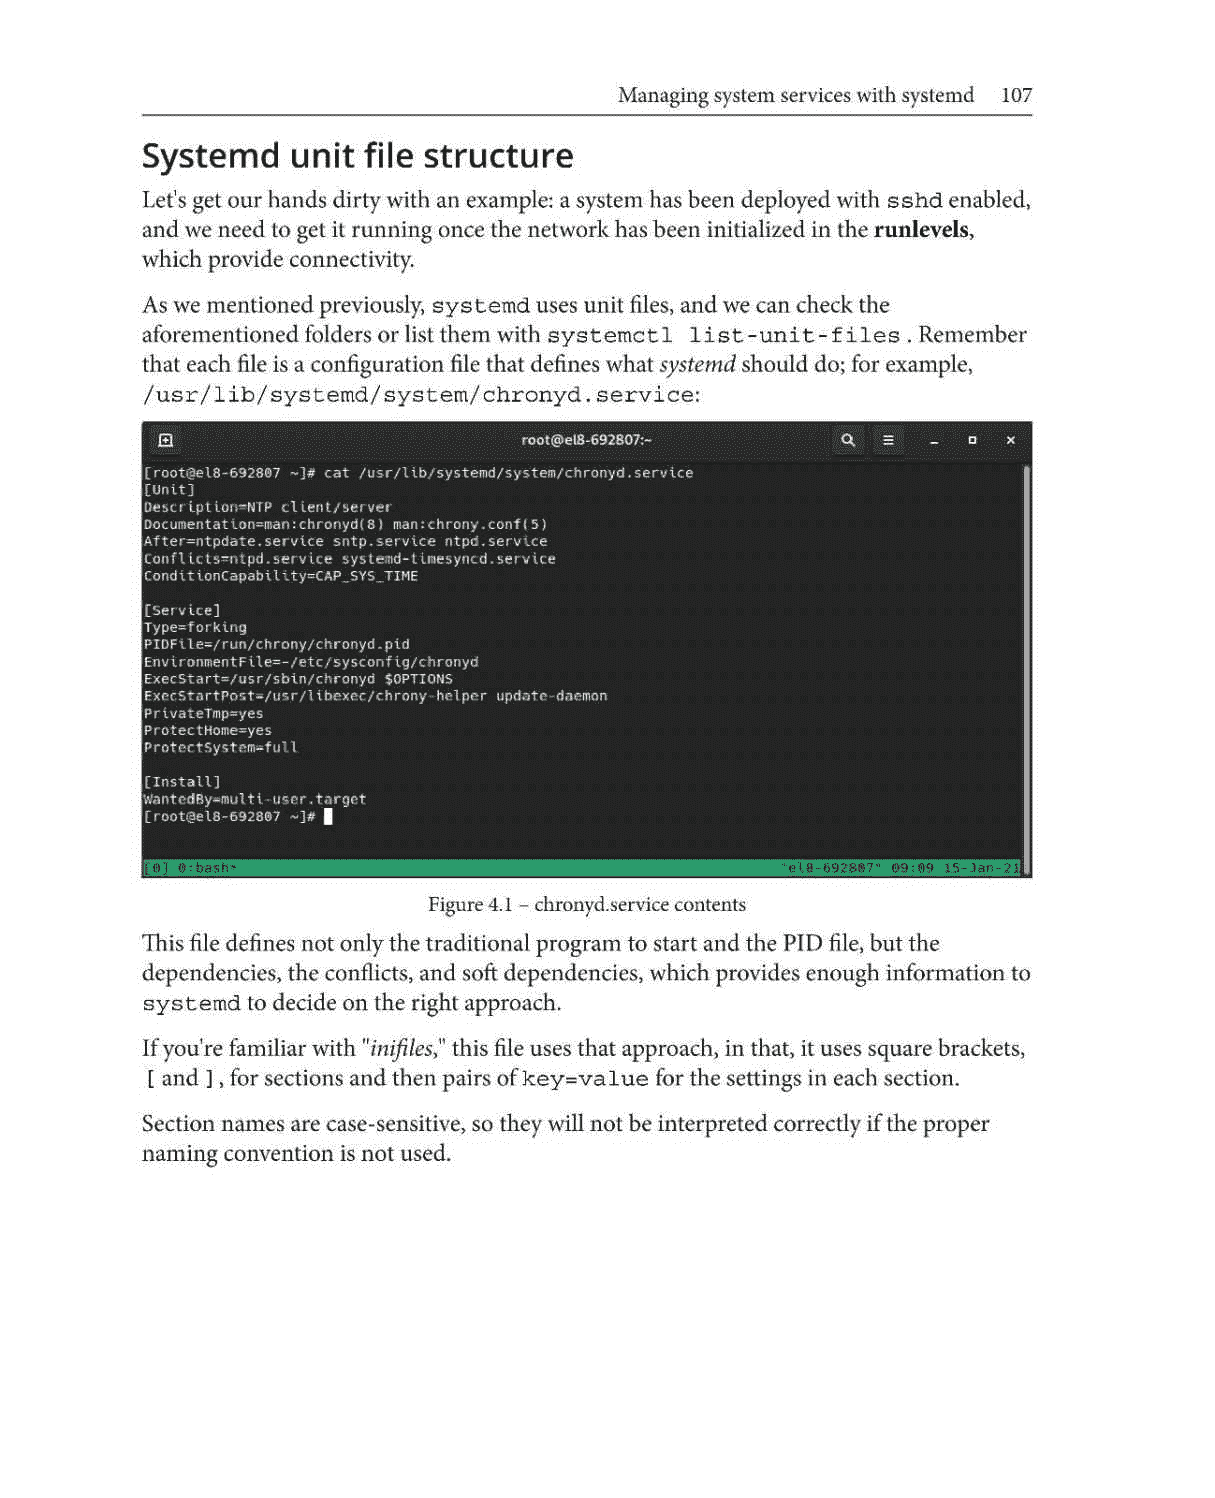 Managing system services with systemd 107
Systemd unit file structure
Let's get our hands dirty with an example: a system has been deployed with sshd enabled,
and we need to get it running once the network has been initialized in the runlevels,
which provide connectivity.
As we mentioned previously, systemd uses unit files, and we can check the
aforementioned folders or list them with systemctl list-unit-files. Remember
that each file is a configuration file that defines what systemd should do; for example,
/usr/lib/systemd/system/chronyd.service:
root@el8-692807:~
[root@el8-692807 ~]# cat /usr/lib/systemd/system/chronyd.service
[Unit]
Description=NTP client/server
Documentation=man:chronyd(8) man:chrony.conf(5)
After=ntpdate.service sntp.service ntpd.service
Conflicts=ntpd.service systemd-timesyncd.service
ConditionCapability=CAP_SYS_TIME
[Service]
Type=forking
PIDFile=/run/chrony/chronyd.pid
EnvironmentFile=-/etc/sysconfig/chronyd
ExecStart=/usr/sbin/chronyd $OPTIONS
ExecStartPost=/usr/libexec/chrony-helper update-daemon
PrivateTmp=yes
ProtectHome=yes
ProtectSystem=full
[Install]
WantedBy=multi-user.target
[root@el8-692807 ~]#
[0] 0:bash* "el8-692807" 09:09 15-Jan-21
Figure 4.1 – chronyd.service contents
This file defines not only the traditional program to start and the PID file, but the
dependencies, the conflicts, and soft dependencies, which provides enough information to
systemd to decide on the right approach.
If you're familiar with "inifiles," this file uses that approach, in that, it uses square brackets,
[ and ], for sections and then pairs of key=value for the settings in each section.
Section names are case-sensitive, so they will not be interpreted correctly if the proper
naming convention is not used.